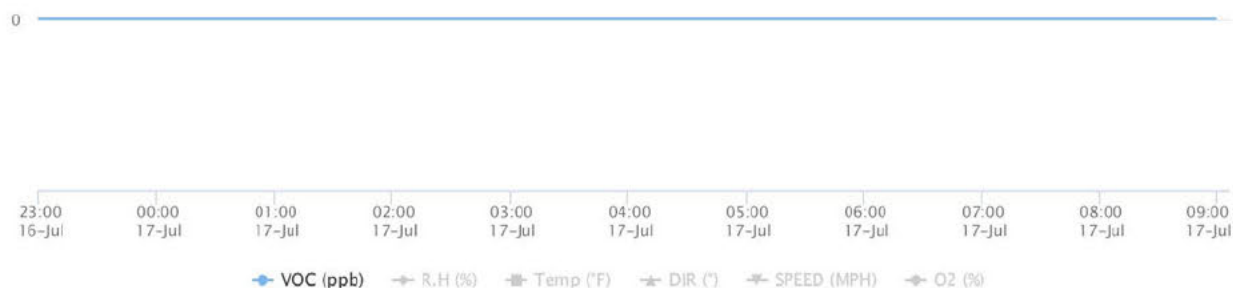 0
23:00 00:00 01:00 02:00 03:00 04:00 05:00 06:00 07:00 08:00 09:00
16-Jul 17-Jul 17-Jul 17-Jul 17-Jul 17-Jul 17-Jul 17-Jul 17-Jul 17-Jul 17-Jul
VOC (ppb) R.H (%) Temp (°F) DIR (°) SPEED (MPH) O2 (%)